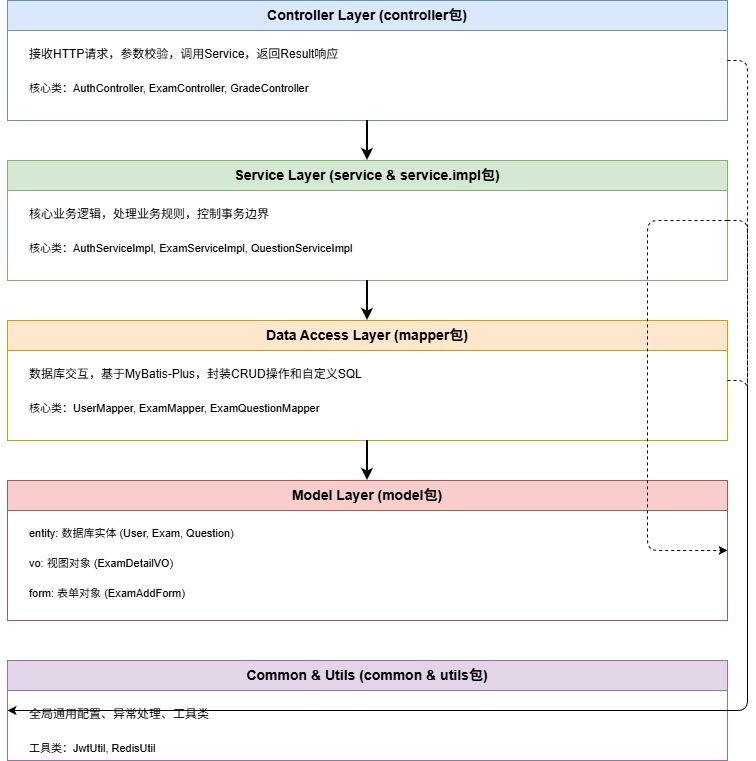 Controller Layer (controller包)
接收HTTP请求，参数校验，调用Service，返回Result响应
核心类：AuthController, ExamController, GradeController
Service Layer (service & service.impl包)
核心业务逻辑，处理业务规则，控制事务边界
核心类：AuthServiceImpl, ExamServiceImpl, QuestionServiceImpl
Data Access Layer (mapper包)
数据库交互，基于MyBatis-Plus，封装CRUD操作和自定义SQL
核心类：UserMapper, ExamMapper, ExamQuestionMapper
Model Layer (model包)
entity: 数据库实体 (User, Exam, Question)
vo: 视图对象 (ExamDetailVO)
form: 表单对象 (ExamAddForm)
Common & Utils (common & utils包)
全局通用配置、异常处理、工具类
工具类：JwtUtil, RedisUtil